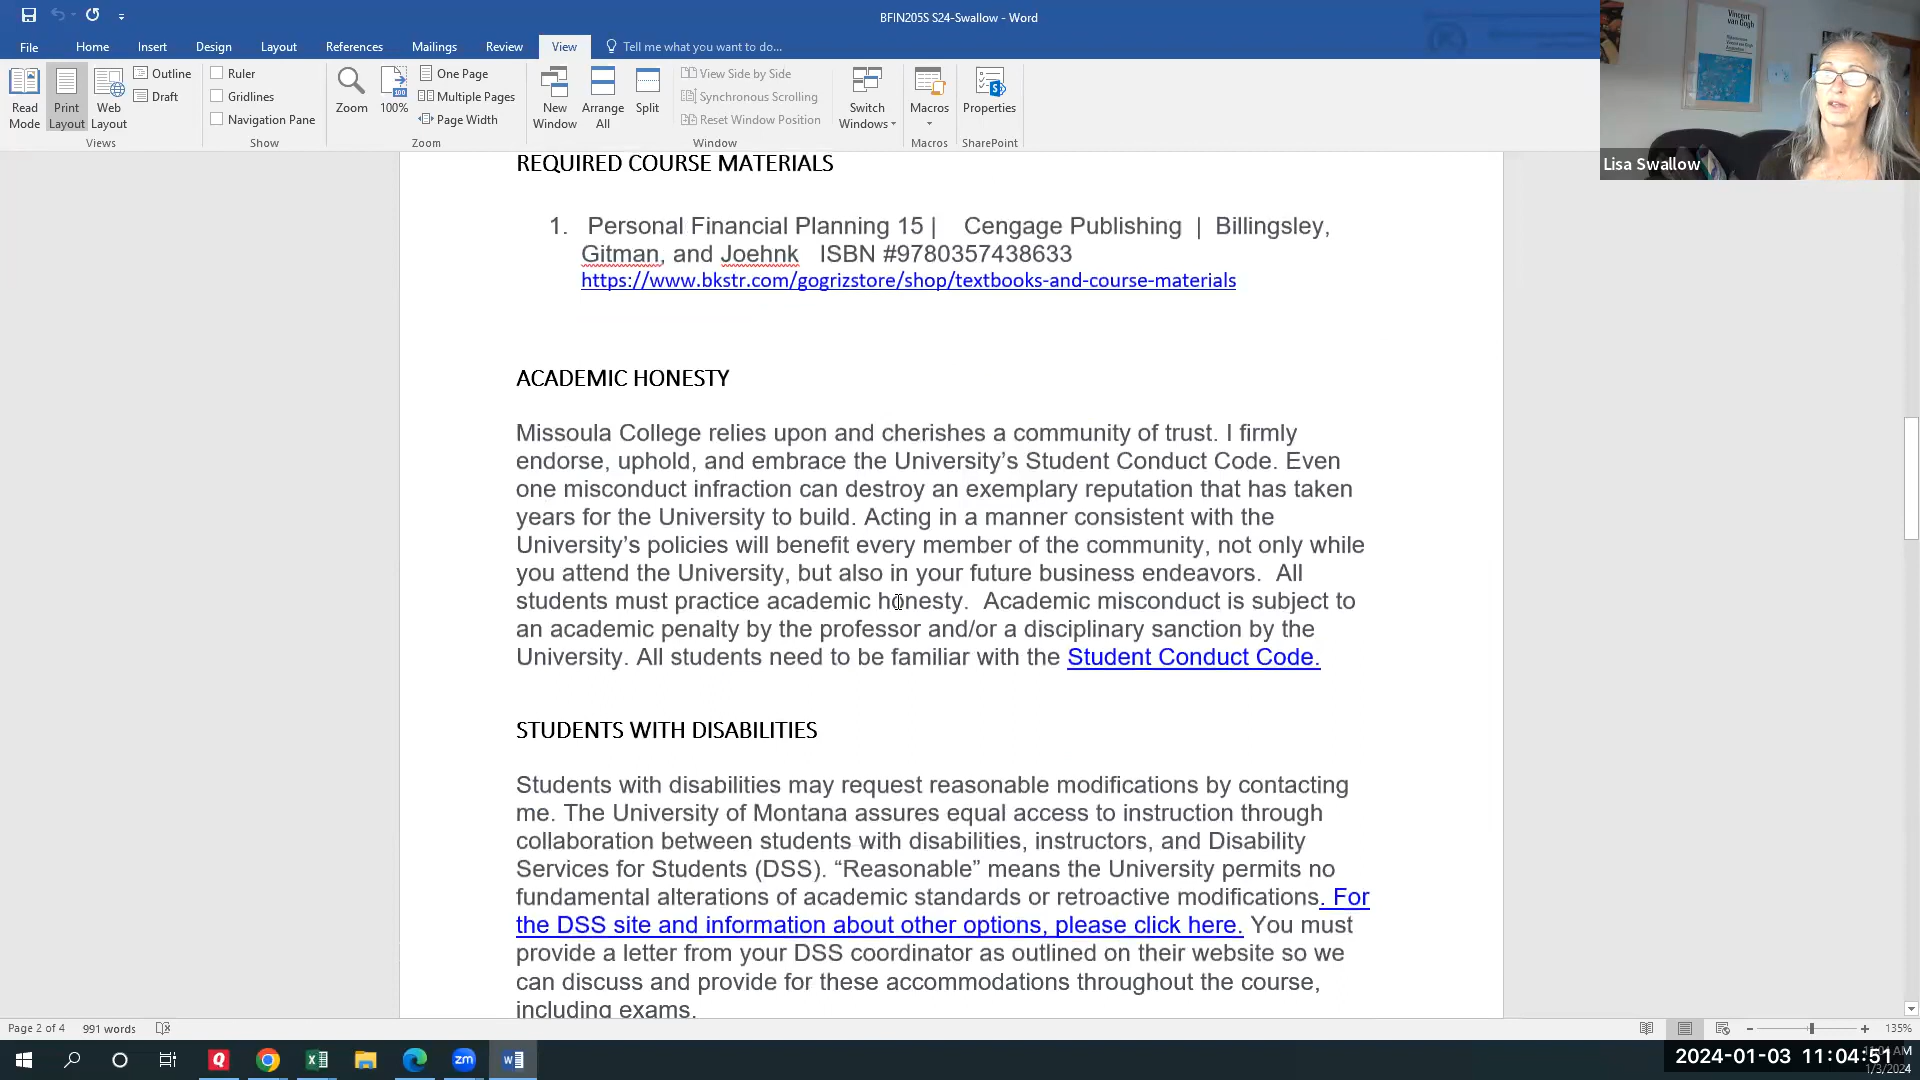 BFIN205S S24-Swallow - Word
File Home Insert Design Layout References Mailings Review View Tell me what you want to do...
Read Mode
Print Layout
Web Layout
Outline
Draft
Views
Ruler
Gridlines
Navigation Pane
Show
Zoom
100%
One Page
Multiple Pages
Page Width
Zoom
New Window
Arrange All
Split
View Side by Side
Synchronous Scrolling
Reset Window Position
Window
Switch Windows
Macros
Macros
Properties
SharePoint
Vincent van Gogh
Lisa Swallow
REQUIRED COURSE MATERIALS
1. Personal Financial Planning 15 | Cengage Publishing | Billingsley,
Gitman, and Joehnk ISBN #9780357438633
https://www.bkstr.com/gogrizstore/shop/textbooks-and-course-materials
ACADEMIC HONESTY
Missoula College relies upon and cherishes a community of trust. I firmly
endorse, uphold, and embrace the University’s Student Conduct Code. Even
one misconduct infraction can destroy an exemplary reputation that has taken
years for the University to build. Acting in a manner consistent with the
University’s policies will benefit every member of the community, not only while
you attend the University, but also in your future business endeavors. All
students must practice academic honesty. Academic misconduct is subject to
an academic penalty by the professor and/or a disciplinary sanction by the
University. All students need to be familiar with the Student Conduct Code.
STUDENTS WITH DISABILITIES
Students with disabilities may request reasonable modifications by contacting
me. The University of Montana assures equal access to instruction through
collaboration between students with disabilities, instructors, and Disability
Services for Students (DSS). “Reasonable” means the University permits no
fundamental alterations of academic standards or retroactive modifications. For
the DSS site and information about other options, please click here. You must
provide a letter from your DSS coordinator as outlined on their website so we
can discuss and provide for these accommodations throughout the course,
including exams.
Page 2 of 4 991 words
135%
2024-01-03 11:04:51
1/3/2024